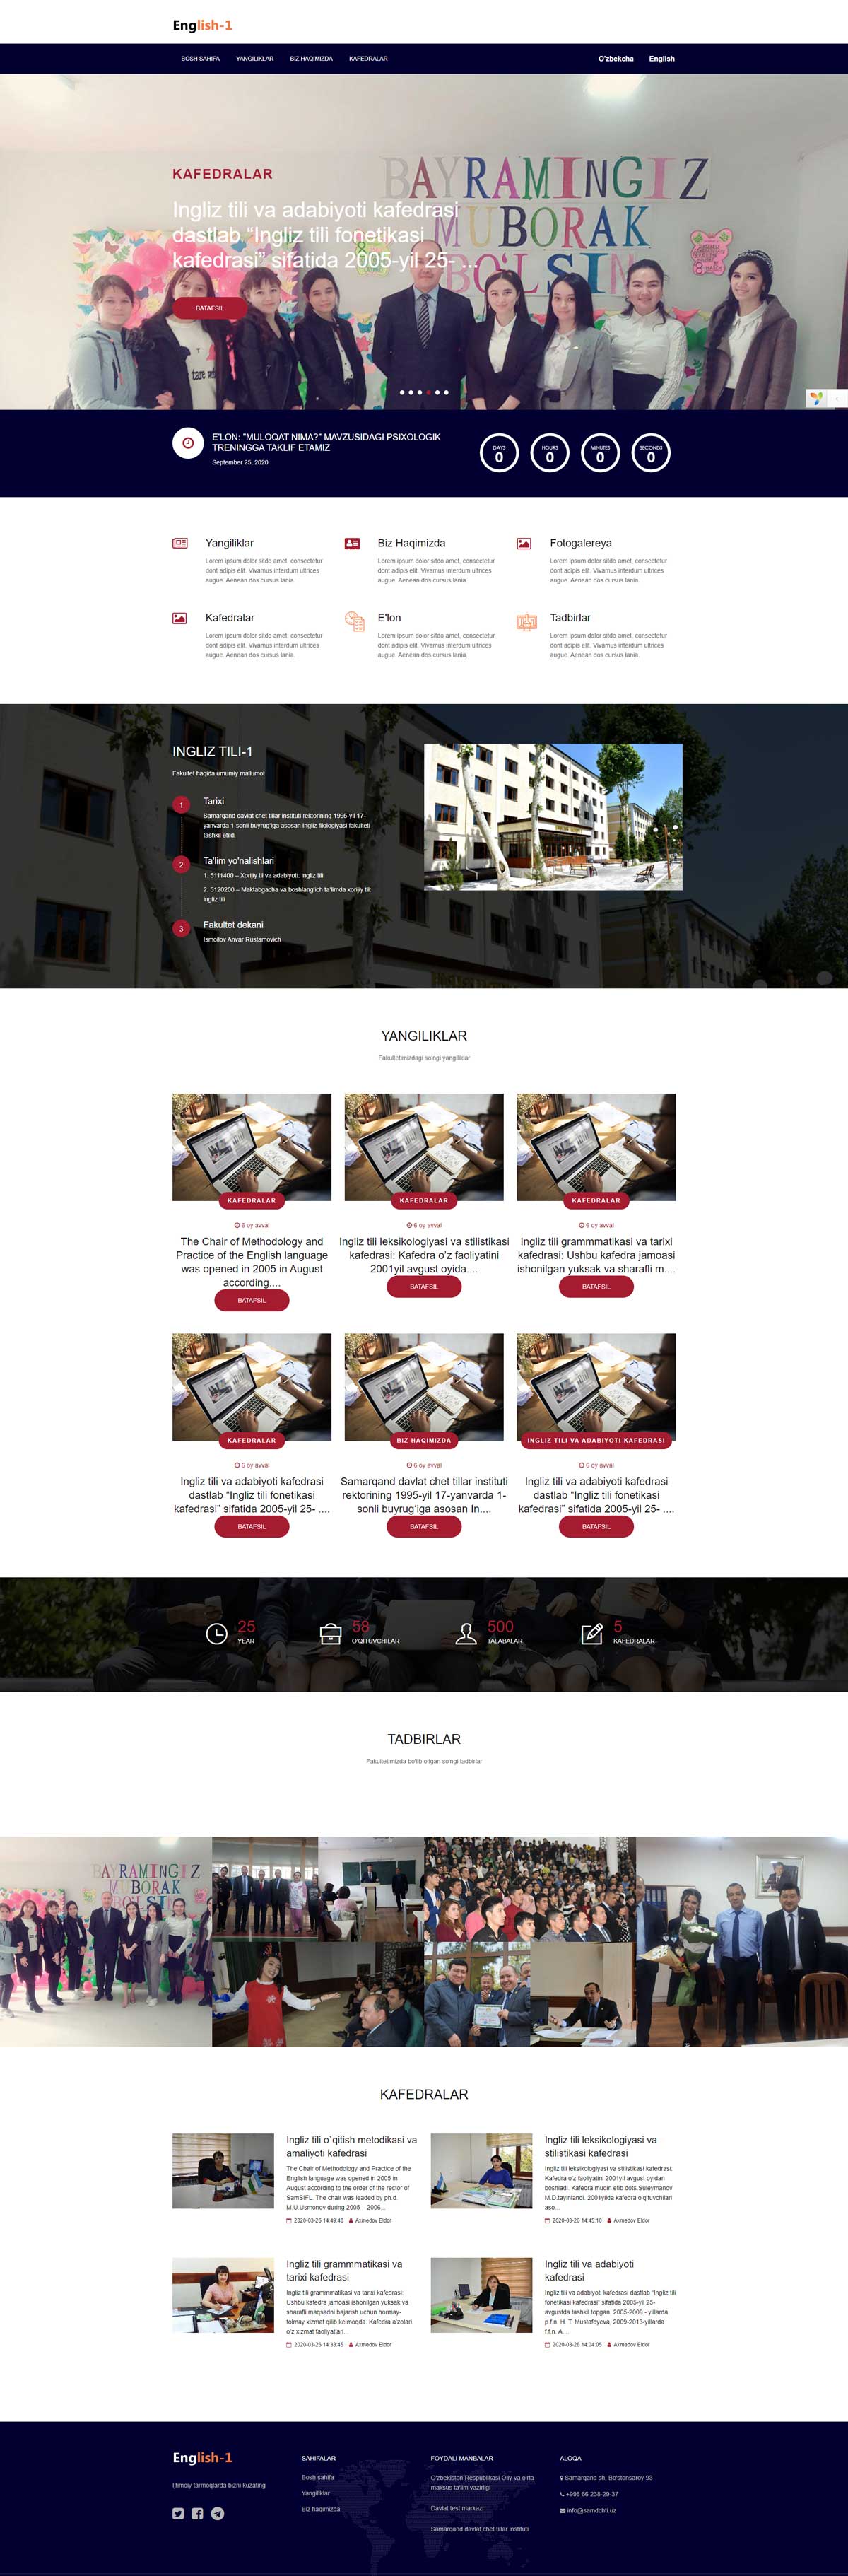 English-1
BOSH SAHIFA YANGILIKLAR BIZ HAQIMIZDA KAFEDRALAR O'zbekcha English
BAYRAMINGIZ
MUBORAK
BO'LSIN
KAFEDRALAR
Ingliz tili va adabiyoti kafedrasi
dastlab "Ingliz tili fonetikasi
kafedrasi" sifatida 2005-yil 25- ...
BATAFSIL
E'LON: "MULOQAT NIMA?" MAVZUSIDAGI PSIXOLOGIK
TRENINGGA TAKLIF ETAMIZ
September 25, 2020
DAYS HOURS MINUTES SECONDS
0 0 0 0
Yangiliklar
Lorem ipsum dolor sitdo amet, consectetur
dont adipis elit. Vivamus interdum ultrices
augue. Aenean dos cursus lania.
Biz Haqimizda
Lorem ipsum dolor sitdo amet, consectetur
dont adipis elit. Vivamus interdum ultrices
augue. Aenean dos cursus lania.
Fotogalereya
Lorem ipsum dolor sitdo amet, consectetur
dont adipis elit. Vivamus interdum ultrices
augue. Aenean dos cursus lania.
Kafedralar
Lorem ipsum dolor sitdo amet, consectetur
dont adipis elit. Vivamus interdum ultrices
augue. Aenean dos cursus lania.
E'lon
Lorem ipsum dolor sitdo amet, consectetur
dont adipis elit. Vivamus interdum ultrices
augue. Aenean dos cursus lania.
Tadbirlar
Lorem ipsum dolor sitdo amet, consectetur
dont adipis elit. Vivamus interdum ultrices
augue. Aenean dos cursus lania.
INGLIZ TILI-1
Fakultet haqida umumiy ma'lumot
1
Tarixi
Samarqand davlat chet tillar instituti rektorining 1995-yil 17-
yanvarda 1-sonli buyrug'iga asosan Ingliz filologiyasi fakulteti
tashkil etildi
2
Ta'lim yo'nalishlari
1. 5111400 – Xorijiy til va adabiyoti: ingliz tili
2. 5120200 – Maktabgacha va boshlang'ich ta'limda xorijiy til:
ingliz tili
3
Fakultet dekani
Ismoilov Anvar Rustamovich
YANGILIKLAR
Fakultetimizdagi so'ngi yangiliklar
KAFEDRALAR
6 oy avval
The Chair of Methodology and
Practice of the English language
was opened in 2005 in August
according....
BATAFSIL
KAFEDRALAR
6 oy avval
Ingliz tili leksikologiyasi va stilistikasi
kafedrasi: Kafedra o'z faoliyatini
2001yil avgust oyida....
BATAFSIL
KAFEDRALAR
6 oy avval
Ingliz tili grammmatikasi va tarixi
kafedrasi: Ushbu kafedra jamoasi
ishonilgan yuksak va sharafli m....
BATAFSIL
KAFEDRALAR
6 oy avval
Ingliz tili va adabiyoti kafedrasi
dastlab "Ingliz tili fonetikasi
kafedrasi" sifatida 2005-yil 25- ....
BATAFSIL
BIZ HAQIMIZDA
6 oy avval
Samarqand davlat chet tillar instituti
rektorining 1995-yil 17-yanvarda 1-
sonli buyrug'iga asosan In....
BATAFSIL
INGLIZ TILI VA ADABIYOTI KAFEDRASI
6 oy avval
Ingliz tili va adabiyoti kafedrasi
dastlab "Ingliz tili fonetikasi
kafedrasi" sifatida 2005-yil 25- ....
BATAFSIL
25
YEAR
58
O'QITUVCHILAR
500
TALABALAR
5
KAFEDRALAR
TADBIRLAR
Fakultetimizda bo'lib o'tgan so'ngi tadbirlar
BAYRAMINGIZ
MUBORAK
BO'LSIN
KAFEDRALAR
Ingliz tili o`qitish metodikasi va
amaliyoti kafedrasi
The Chair of Methodology and Practice of the
English language was opened in 2005 in
August according to the order of the rector of
SamSIFL. The chair was leaded by ph.d.
M.U.Usmonov during 2005 – 2006...
2020-03-26 14:49:40 Axmedov Eldor
Ingliz tili leksikologiyasi va
stilistikasi kafedrasi
Ingliz tili leksikologiyasi va stilistikasi kafedrasi:
Kafedra o'z faoliyatini 2001yil avgust oyidan
boshladi. Kafedra mudiri etib dots.Suleymanov
M.D.tayinlandi. 2001yilda kafedra o'qituvchilari
aso...
2020-03-26 14:45:10 Axmedov Eldor
Ingliz tili grammmatikasi va
tarixi kafedrasi
Ingliz tili grammmatikasi va tarixi kafedrasi:
Ushbu kafedra jamoasi ishonilgan yuksak va
sharafli maqsadni bajarish uchun hormay-
tolmay xizmat qilib kelmoqda. Kafedra a'zolari
o'z xizmat faoliyatlari...
2020-03-26 14:33:45 Axmedov Eldor
Ingliz tili va adabiyoti
kafedrasi
Ingliz tili va adabiyoti kafedrasi dastlab "Ingliz tili
fonetikasi kafedrasi" sifatida 2005-yil 25-
avgustda tashkil topgan. 2005-2009 - yillarda
p.f.n. H. T. Mustafoyeva, 2009-2013-yillarda
f.f.n. A....
2020-03-26 14:04:05 Axmedov Eldor
English-1
Ijtimoiy tarmoqlarda bizni kuzating
SAHIFALAR
Bosh sahifa
Yangiliklar
Biz haqimizda
FOYDALI MANBALAR
O'zbekiston Respublikasi Oliy va o'rta
maxsus ta'lim vazirligi
Davlat test markazi
Samarqand davlat chet tillar instituti
ALOQA
Samarqand sh, Bo'stonsaroy 93
+998 66 238-29-37
info@samdchti.uz